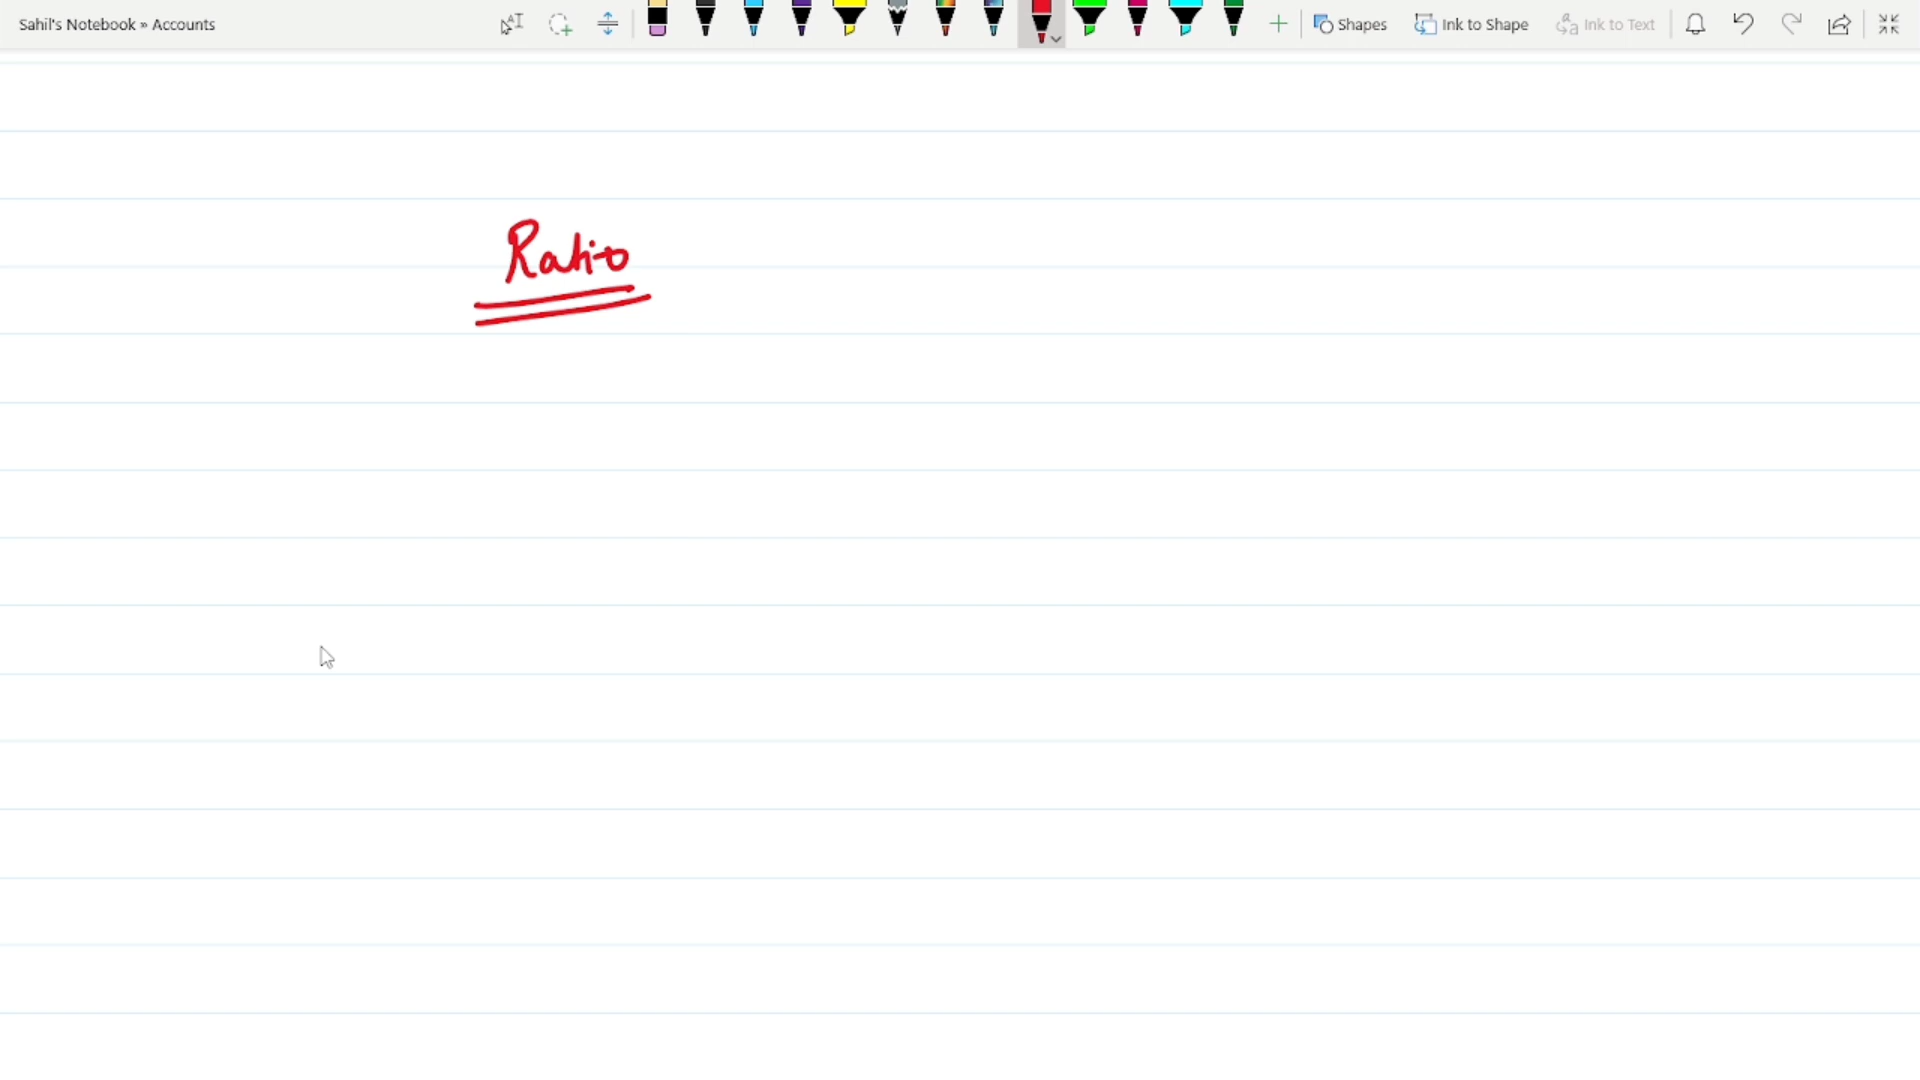 Sahil's Notebook » Accounts
Shapes
Ink to Shape
Ink to Text
Ratio